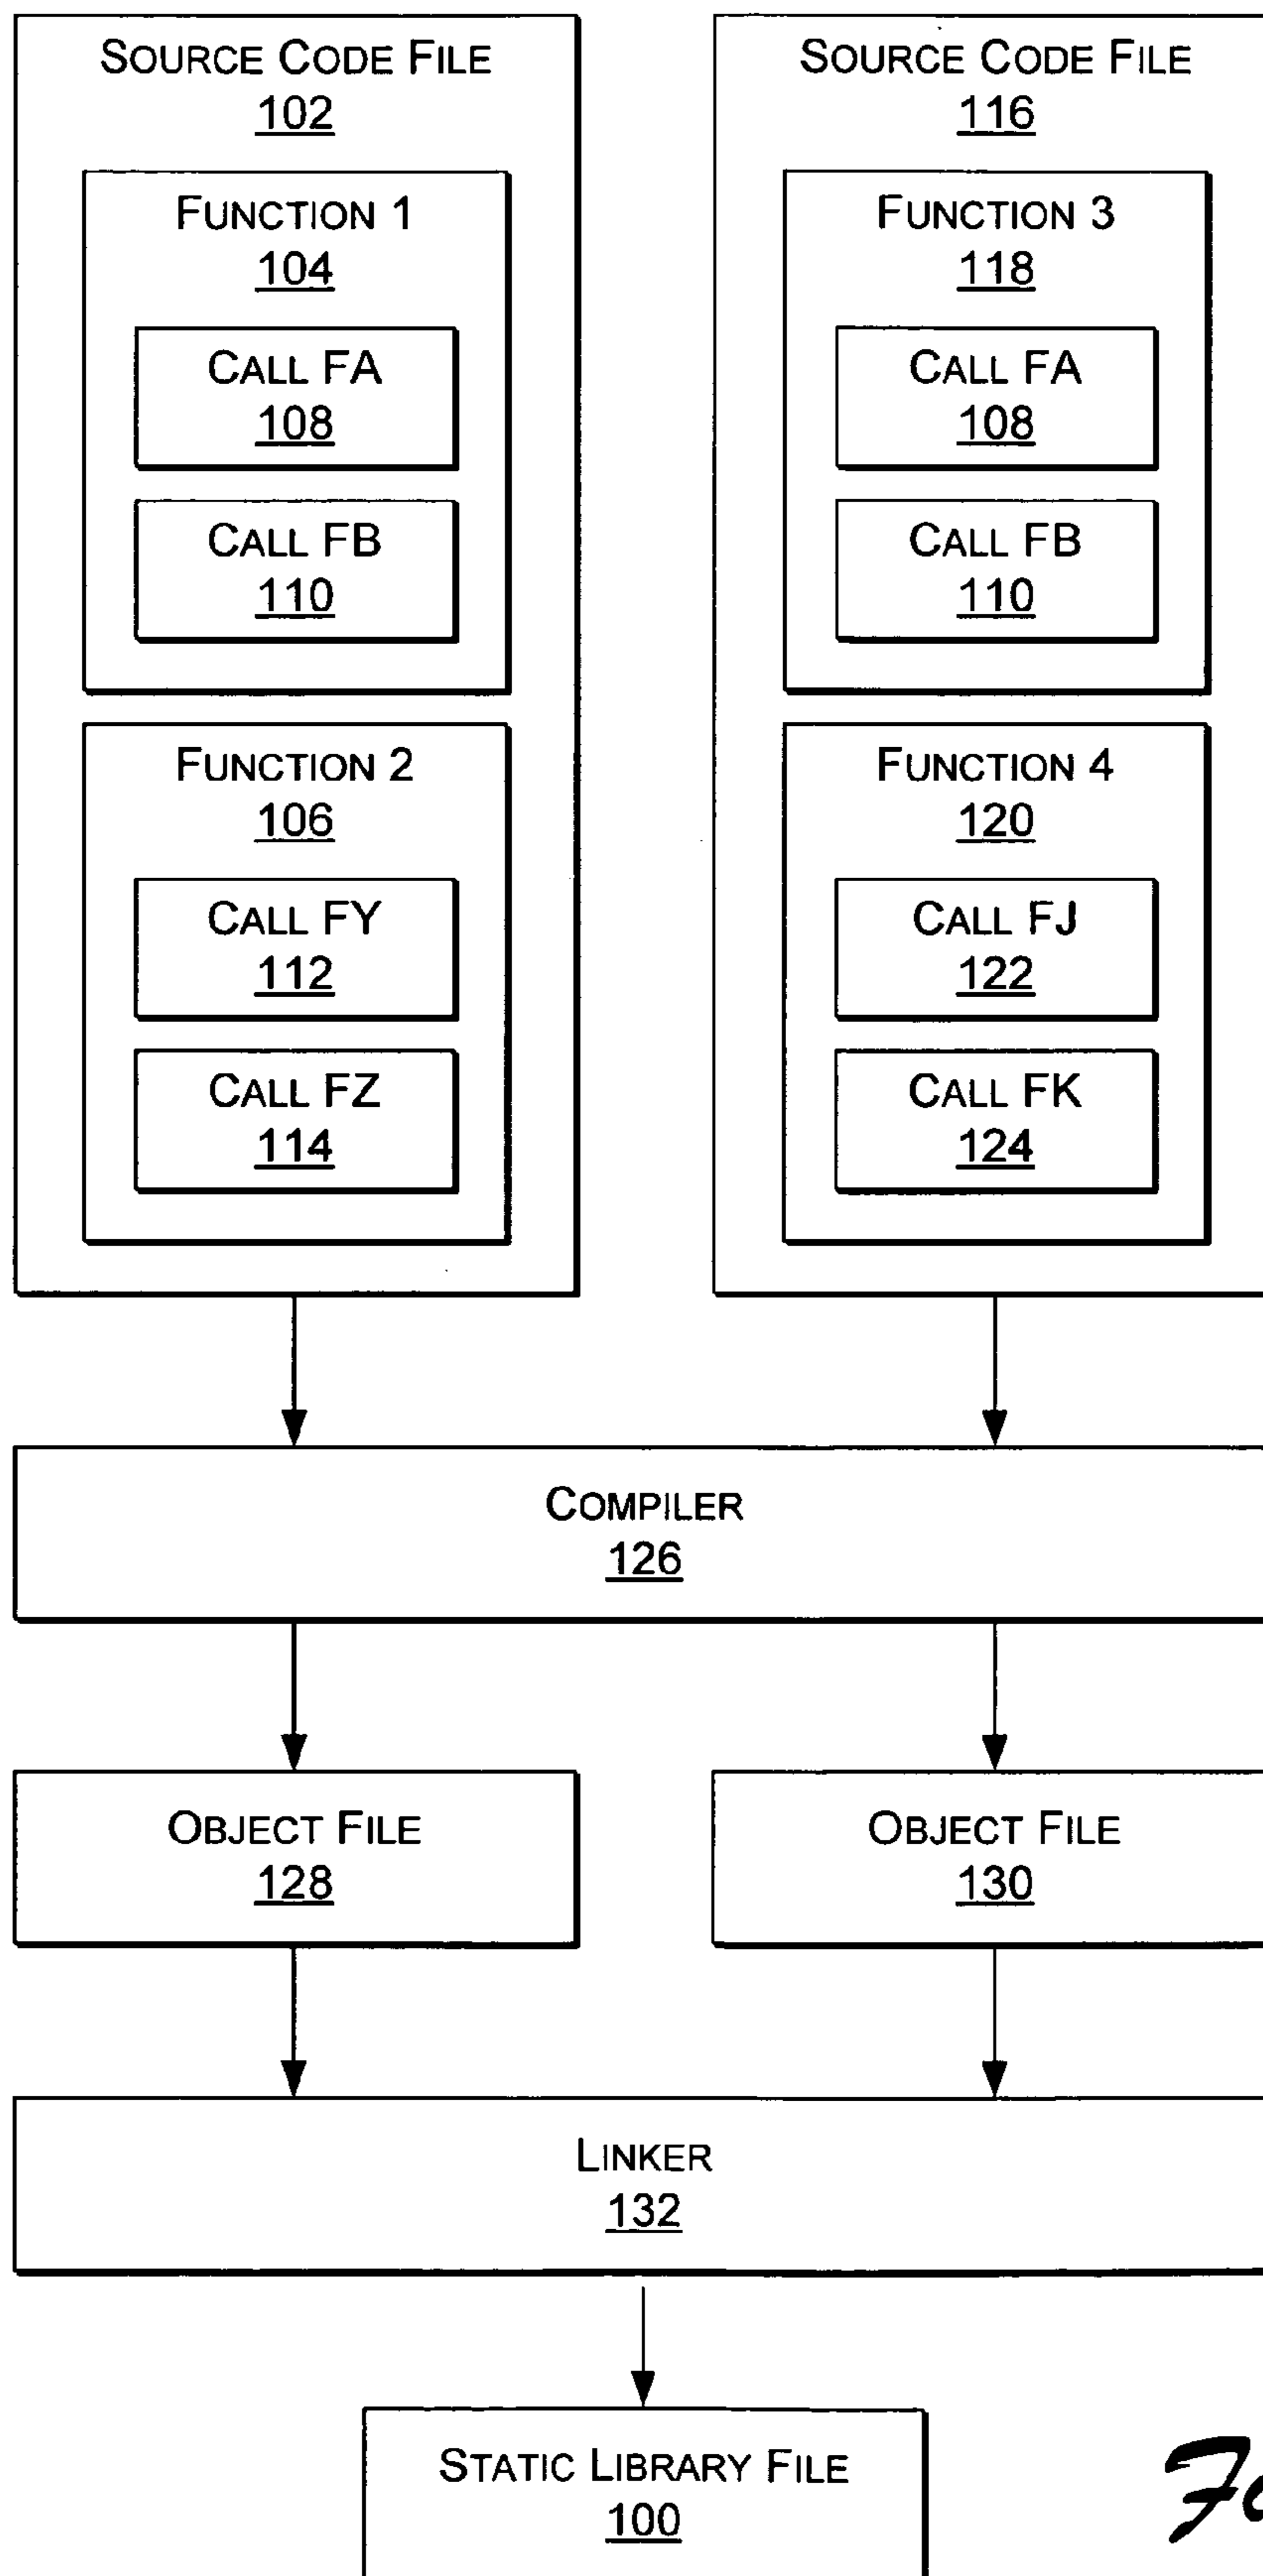 SOURCE CODE FILE
102
FUNCTION 1
104
CALL FA
108
CALL FB
110
FUNCTION 2
106
CALL FY
112
CALL FZ
114
SOURCE CODE FILE
116
FUNCTION 3
118
CALL FA
108
CALL FB
110
FUNCTION 4
120
CALL FJ
122
CALL FK
124
COMPILER
126
OBJECT FILE
128
OBJECT FILE
130
LINKER
132
STATIC LIBRARY FILE
100